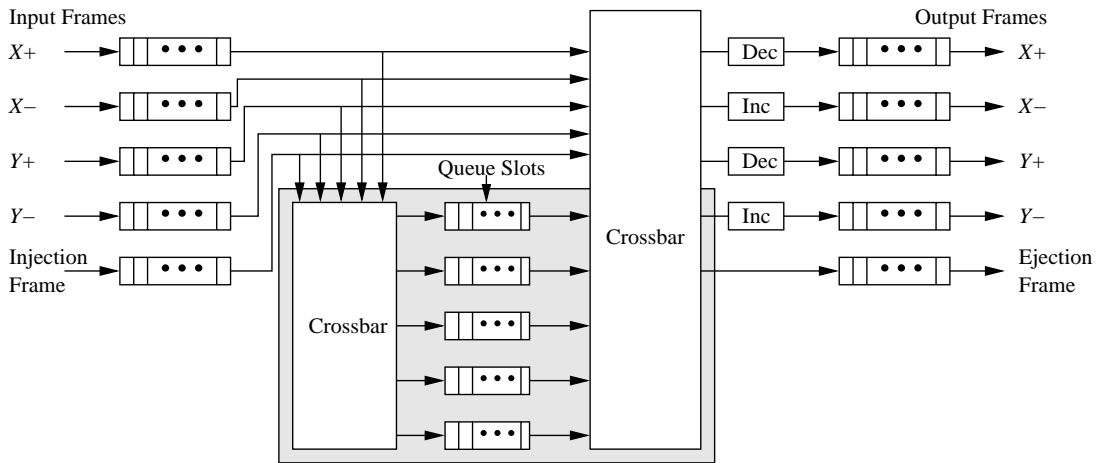 Input Frames
Output Frames
X+
Dec
X+
X−
Inc
X−
Y+
Dec
Y+
Queue Slots
Y−
Inc
Y−
Crossbar
Injection
Frame
Ejection
Frame
Crossbar